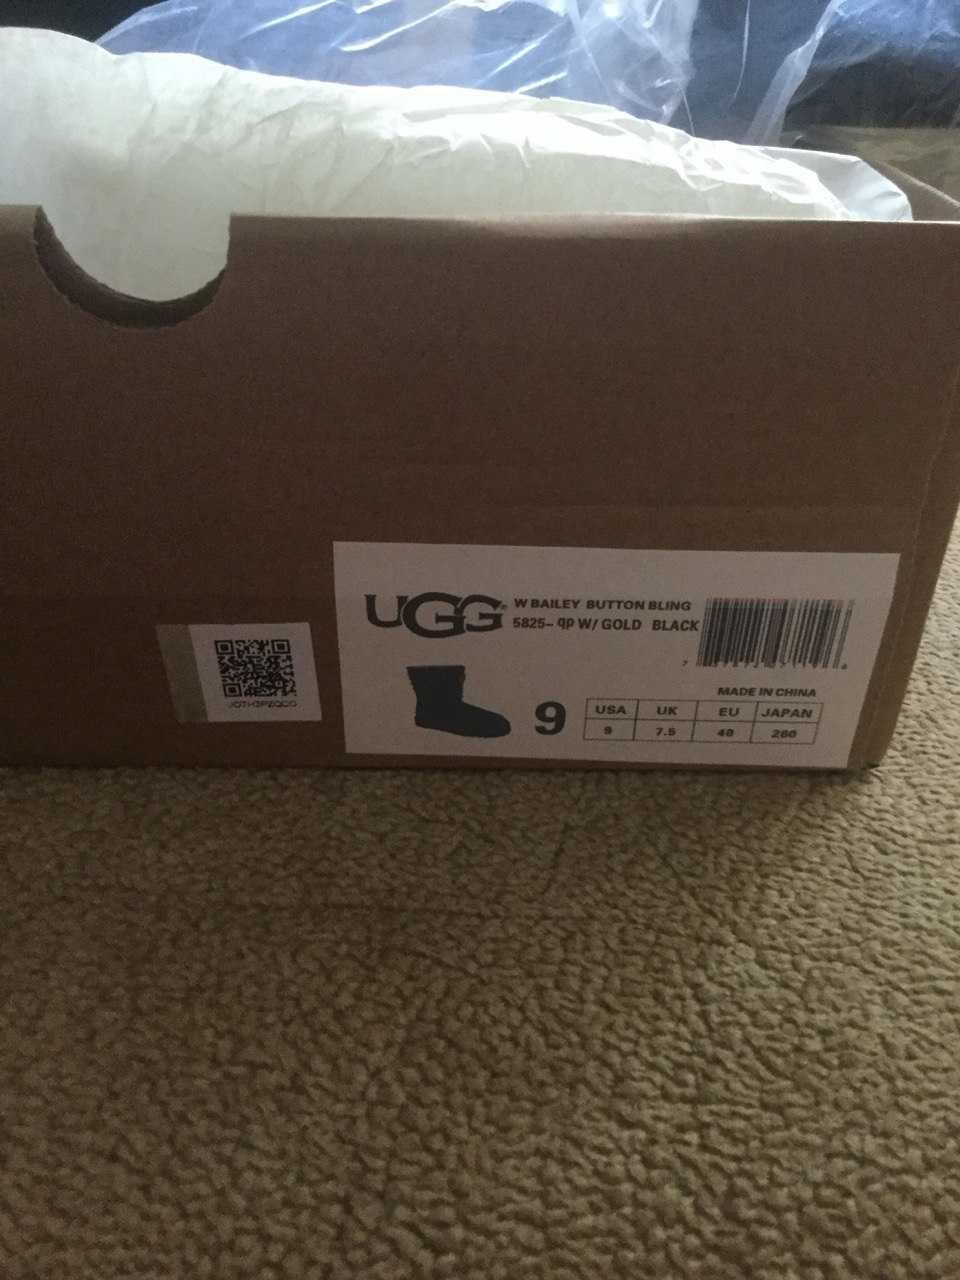 UGG®
W BAILEY BUTTON BLING
5825- qp W/ GOLD BLACK
MADE IN CHINA
9
USA UK EU JAPAN
9 7.5 40 260